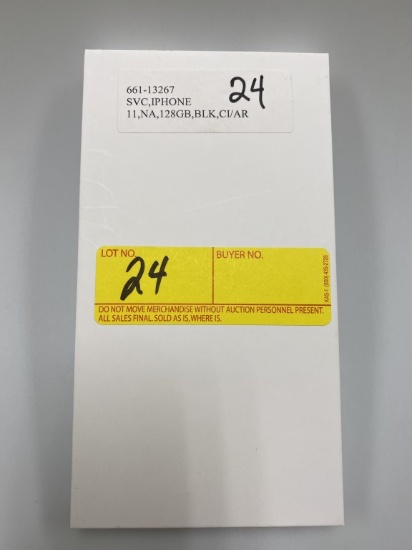 661-13267
SVC,IPHONE
11,NA,128GB,BLK,CI/AR
24
LOT NO.
24
BUYER NO.
DO NOT MOVE MERCHANDISE WITHOUT AUCTION PERSONNEL PRESENT.
ALL SALES FINAL. SOLD AS IS, WHERE IS.